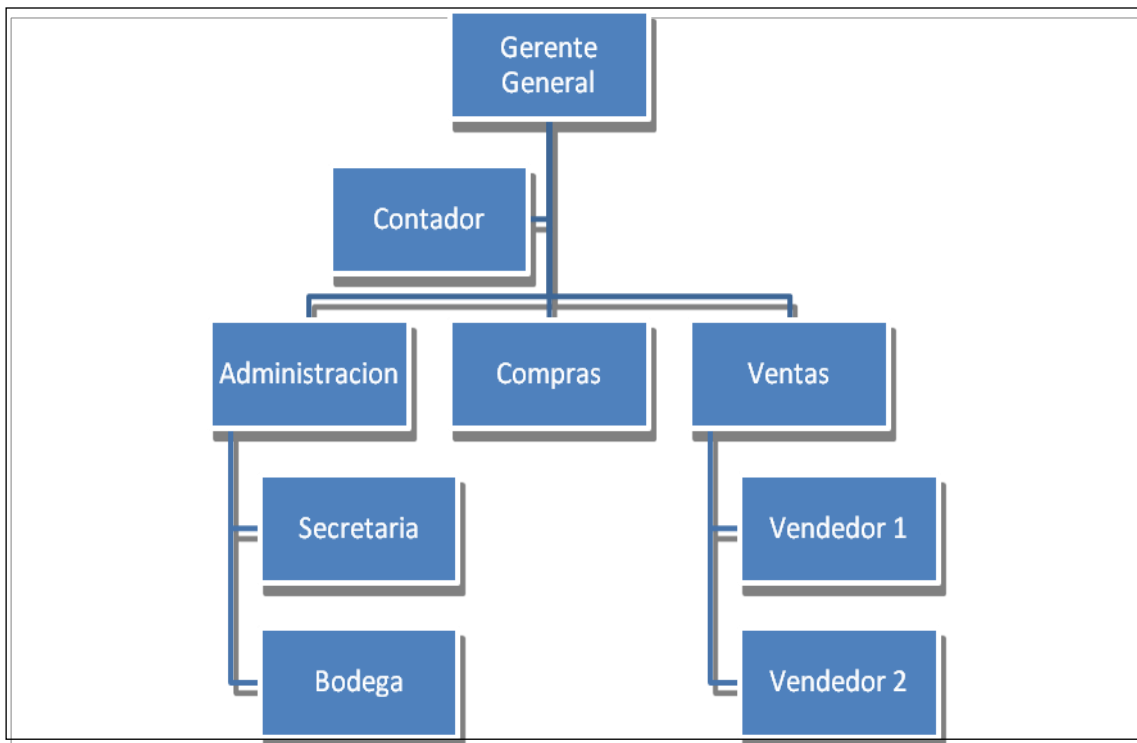 Gerente
General
Contador
Administracion
Compras
Ventas
Secretaria
Vendedor 1
Bodega
Vendedor 2